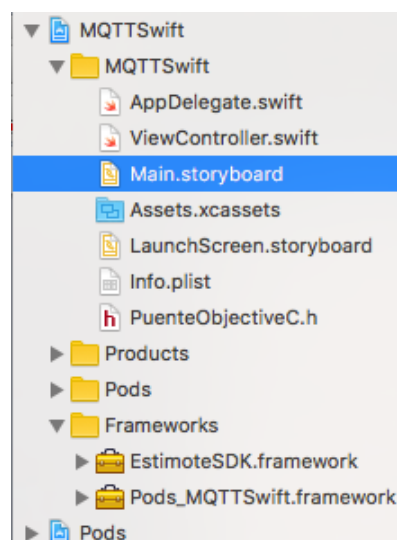 MQTTSwift
MQTTSwift
AppDelegate.swift
ViewController.swift
Main.storyboard
Assets.xcassets
LaunchScreen.storyboard
Info.plist
h PuenteObjectiveC.h
Products
Pods
Frameworks
EstimoteSDK.framework
Pods_MQTTSwift.framework
Pods